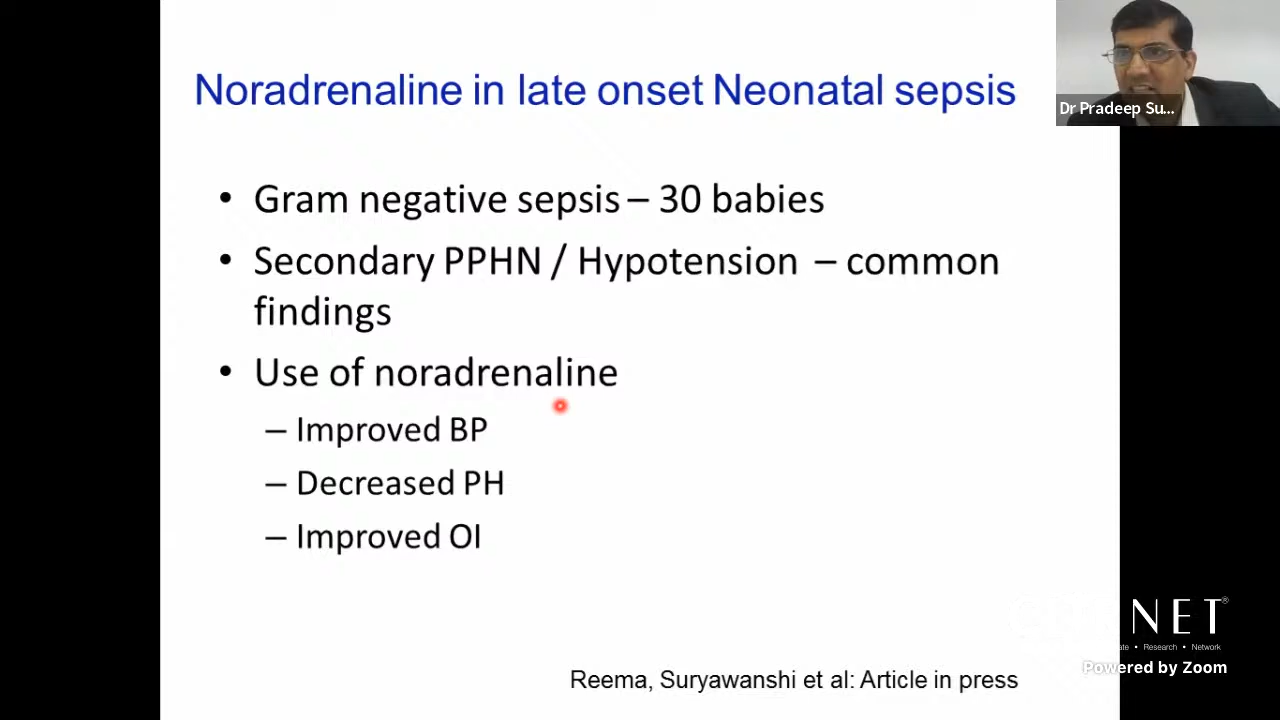 Noradrenaline in late onset Neonatal sepsis
Dr Pradeep Su...
• Gram negative sepsis – 30 babies
• Secondary PPHN / Hypotension – common
findings
• Use of noradrenaline
– Improved BP
– Decreased PH
– Improved OI
NET®
• Research • Network
Powered by Zoom
Reema, Suryawanshi et al: Article in press